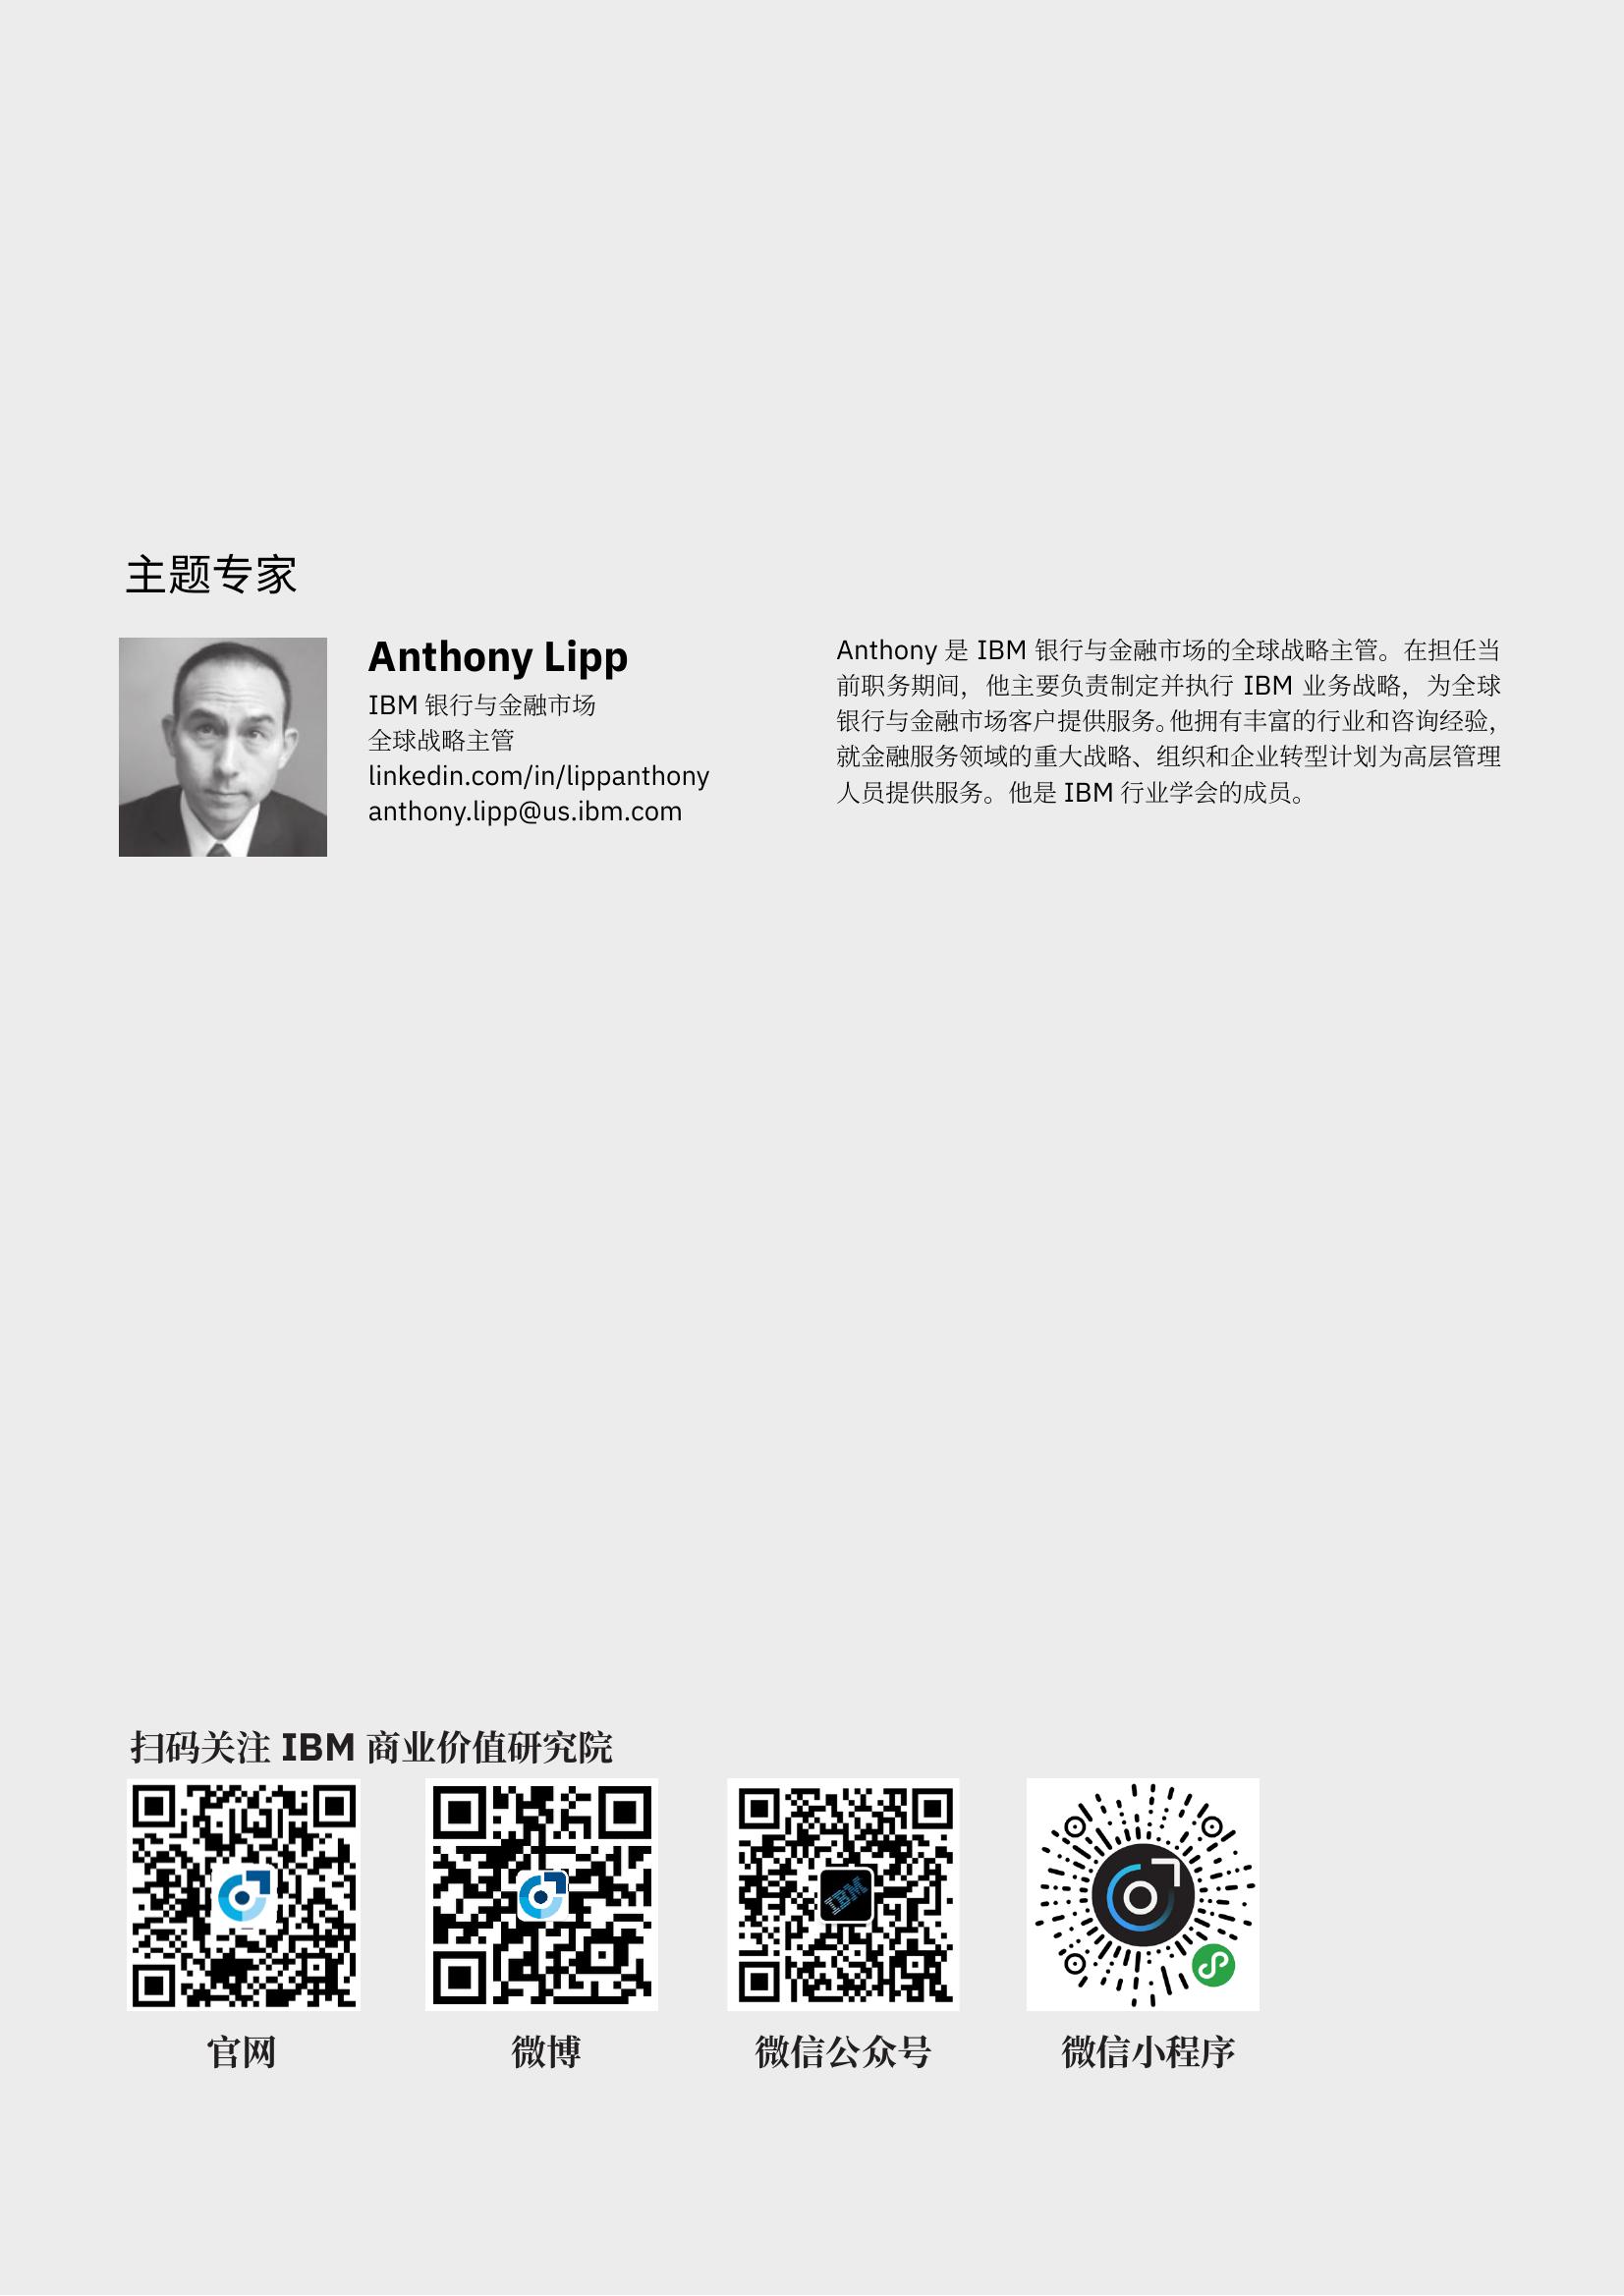 主题专家
Anthony Lipp
IBM 银行与金融市场
全球战略主管
linkedin.com/in/lippanthony
anthony.lipp@us.ibm.com
Anthony 是 IBM 银行与金融市场的全球战略主管。在担任当
前职务期间，他主要负责制定并执行 IBM 业务战略，为全球
银行与金融市场客户提供服务。他拥有丰富的行业和咨询经验，
就金融服务领域的重大战略、组织和企业转型计划为高层管理
人员提供服务。他是 IBM 行业学会的成员。
扫码关注 IBM 商业价值研究院
IBM
官网
微博
微信公众号
微信小程序